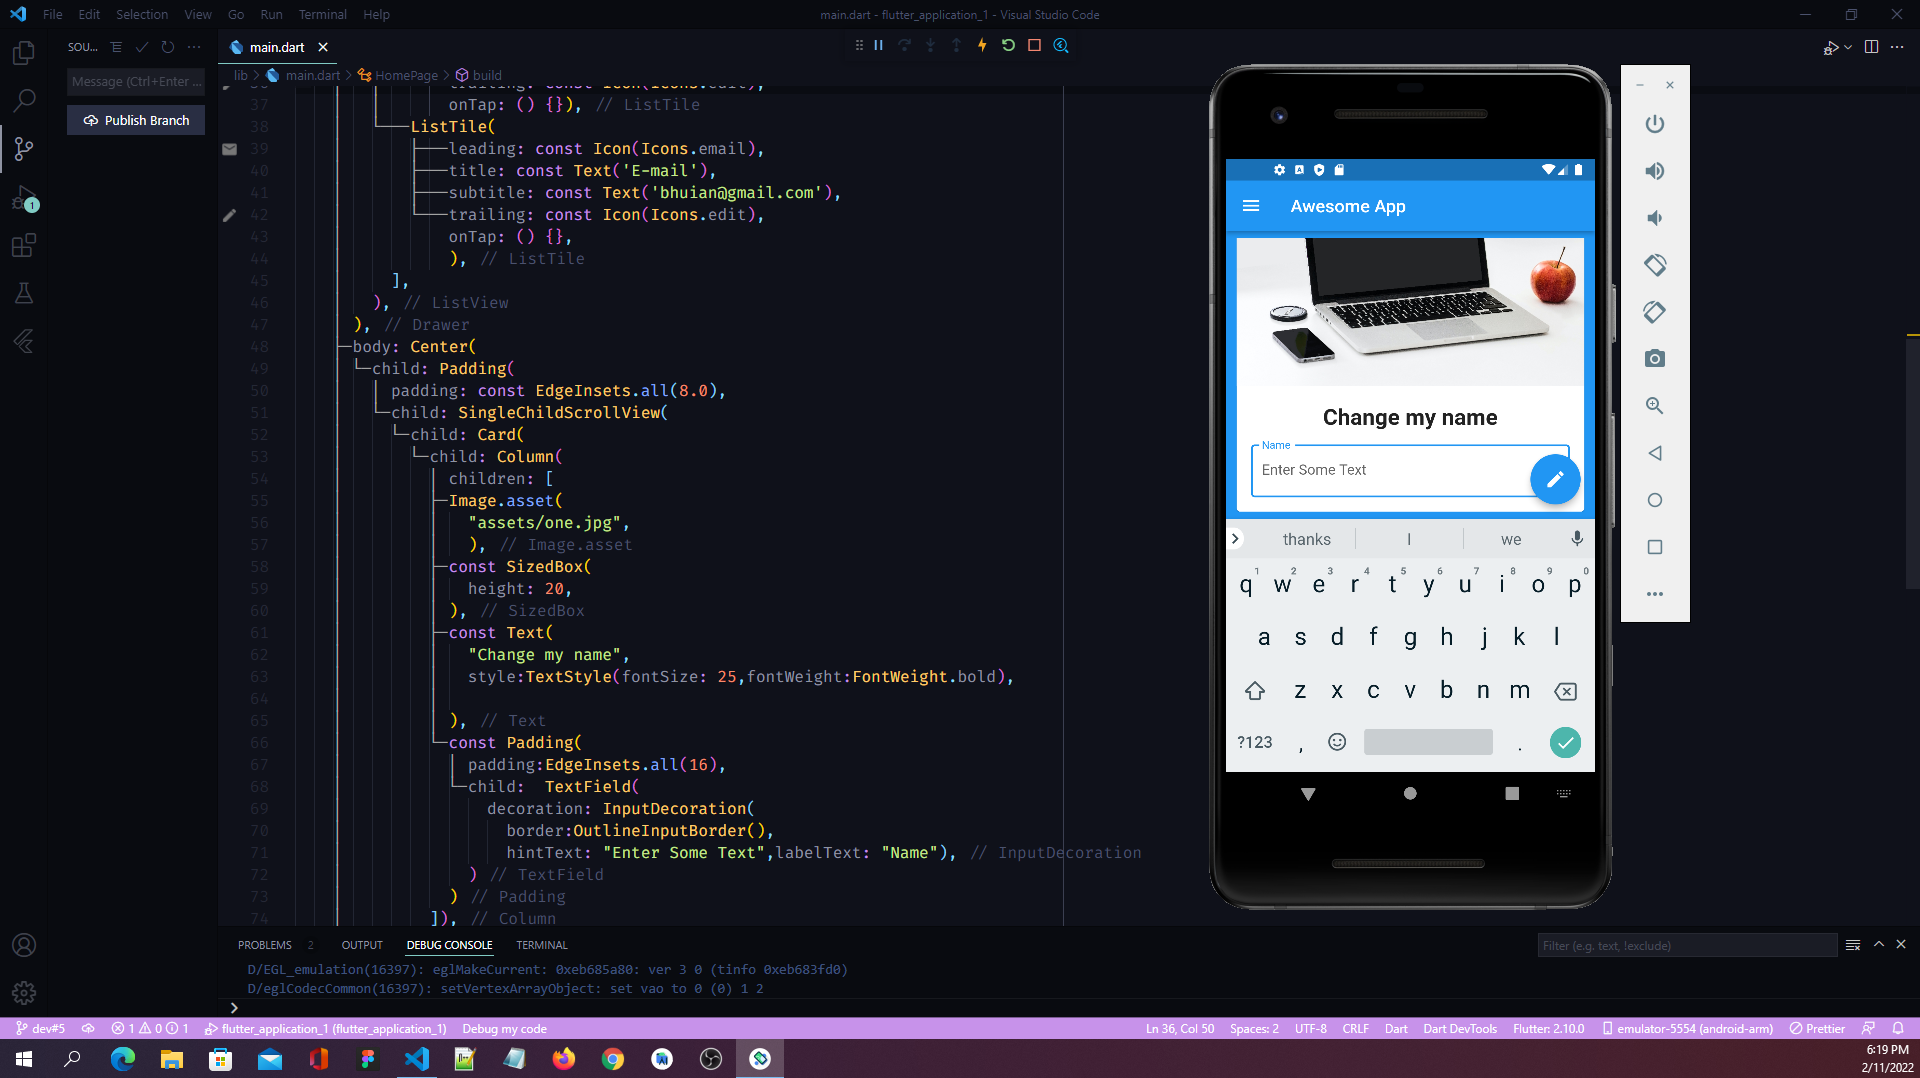 File Edit Selection View Go Run Terminal Help
main.dart - flutter_application_1 - Visual Studio Code
SOU...
Message (Ctrl+Enter ...
Publish Branch
1
main.dart
lib > main.dart > HomePage > build
37 onTap: () {}), // ListTile
38 ListTile(
39 leading: const Icon(Icons.email),
40 title: const Text('E-mail'),
41 subtitle: const Text('bhuian@gmail.com'),
42 trailing: const Icon(Icons.edit),
43 onTap: () {},
44 ), // ListTile
45 ],
46 ), // ListView
47 ), // Drawer
48 body: Center(
49 child: Padding(
50 padding: const EdgeInsets.all(8.0),
51 child: SingleChildScrollView(
52 child: Card(
53 child: Column(
54 children: [
55 Image.asset(
56 "assets/one.jpg",
57 ), // Image.asset
58 const SizedBox(
59 height: 20,
60 ), // SizedBox
61 const Text(
62 "Change my name",
63 style:TextStyle(fontSize: 25,fontWeight:FontWeight.bold),
64
65 ), // Text
66 const Padding(
67 padding:EdgeInsets.all(16),
68 child:  TextField(
69 decoration: InputDecoration(
70 border:OutlineInputBorder(),
71 hintText: "Enter Some Text",labelText: "Name"), // InputDecoration
72 ) // TextField
73 ) // Padding
74 ]), // Column
Awesome App
Change my name
Name
Enter Some Text
thanks I we
1 2 3 4 5 6 7 8 9 0
q w e r t y u i o p
a s d f g h j k l
z x c v b n m
?123 , .
PROBLEMS 2 OUTPUT DEBUG CONSOLE TERMINAL
Filter (e.g. text, !exclude)
D/EGL_emulation(16397): eglMakeCurrent: 0xeb685a80: ver 3 0 (tinfo 0xeb683fd0)
D/eglCodecCommon(16397): setVertexArrayObject: set vao to 0 (0) 1 2
dev#5 1 0 1 flutter_application_1 (flutter_application_1) Debug my code
Ln 36, Col 50 Spaces: 2 UTF-8 CRLF Dart Dart DevTools Flutter: 2.10.0 emulator-5554 (android-arm) Prettier
6:19 PM
2/11/2022